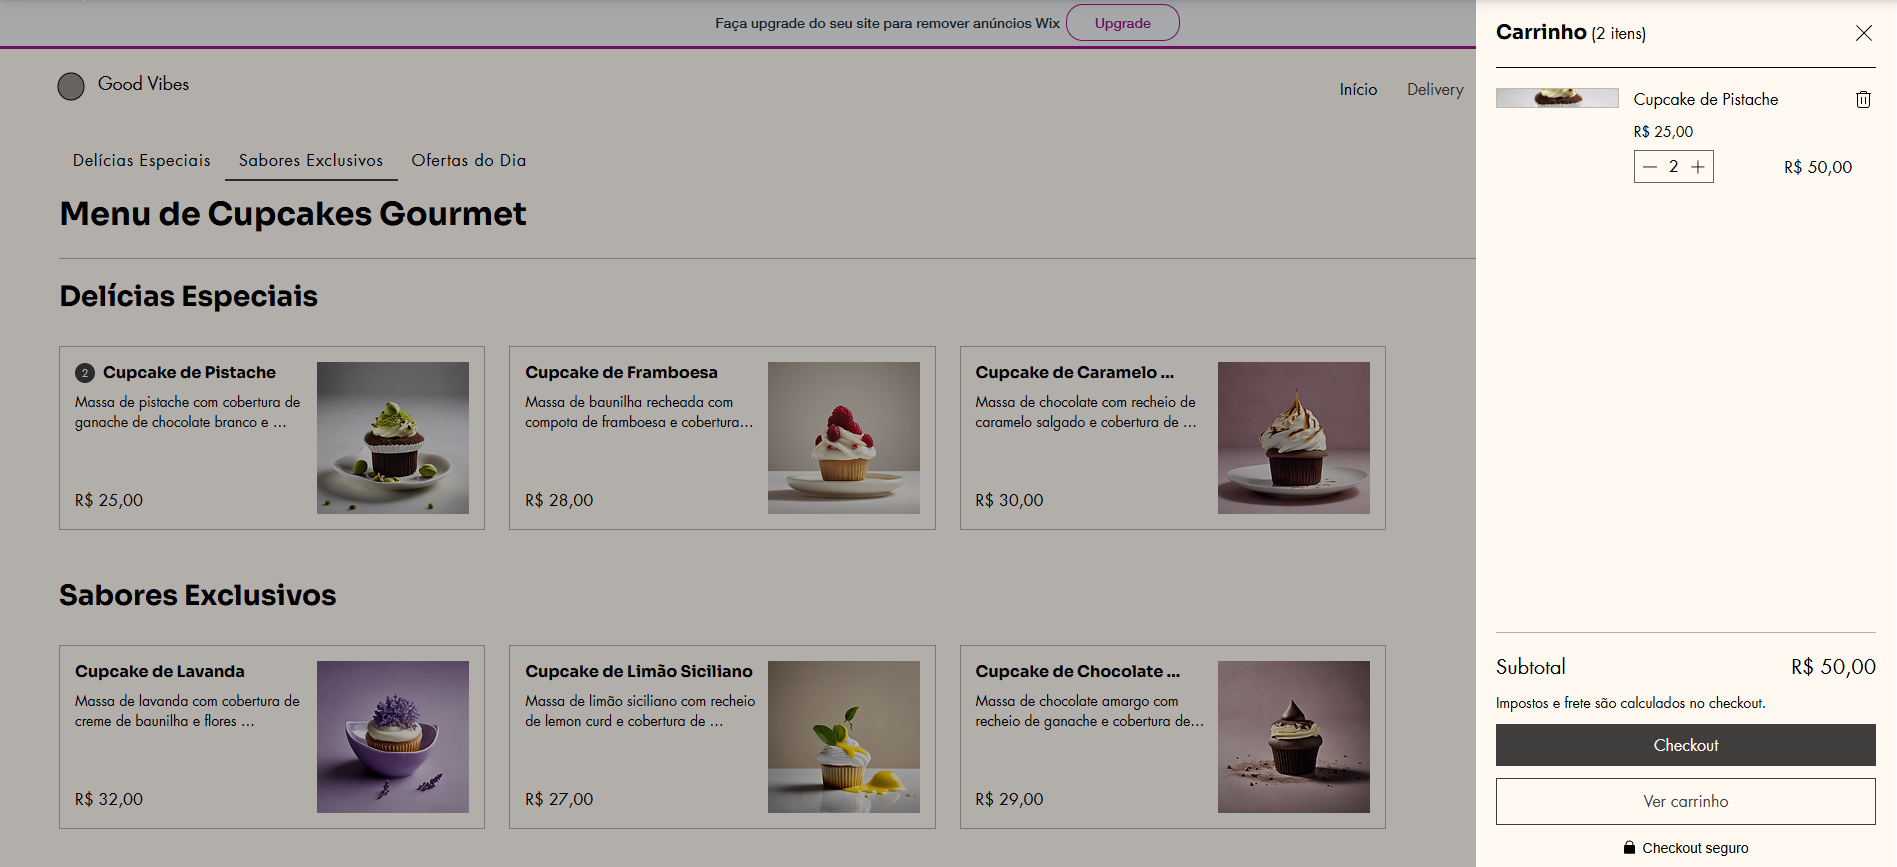 Faça upgrade do seu site para remover anúncios Wix Upgrade
Good Vibes
Início Delivery
Delícias Especiais Sabores Exclusivos Ofertas do Dia
Menu de Cupcakes Gourmet
Delícias Especiais
2 Cupcake de Pistache
Massa de pistache com cobertura de
ganache de chocolate branco e ...
R$ 25,00
Cupcake de Framboesa
Massa de baunilha recheada com
compota de framboesa e cobertura...
R$ 28,00
Cupcake de Caramelo ...
Massa de chocolate com recheio de
caramelo salgado e cobertura de ...
R$ 30,00
Sabores Exclusivos
Cupcake de Lavanda
Massa de lavanda com cobertura de
creme de baunilha e flores ...
R$ 32,00
Cupcake de Limão Siciliano
Massa de limão siciliano com recheio
de lemon curd e cobertura de ...
R$ 27,00
Cupcake de Chocolate ...
Massa de chocolate amargo com
recheio de ganache e cobertura de...
R$ 29,00
Carrinho (2 itens)
Cupcake de Pistache
R$ 25,00
2 R$ 50,00
Subtotal R$ 50,00
Impostos e frete são calculados no checkout.
Checkout
Ver carrinho
Checkout seguro